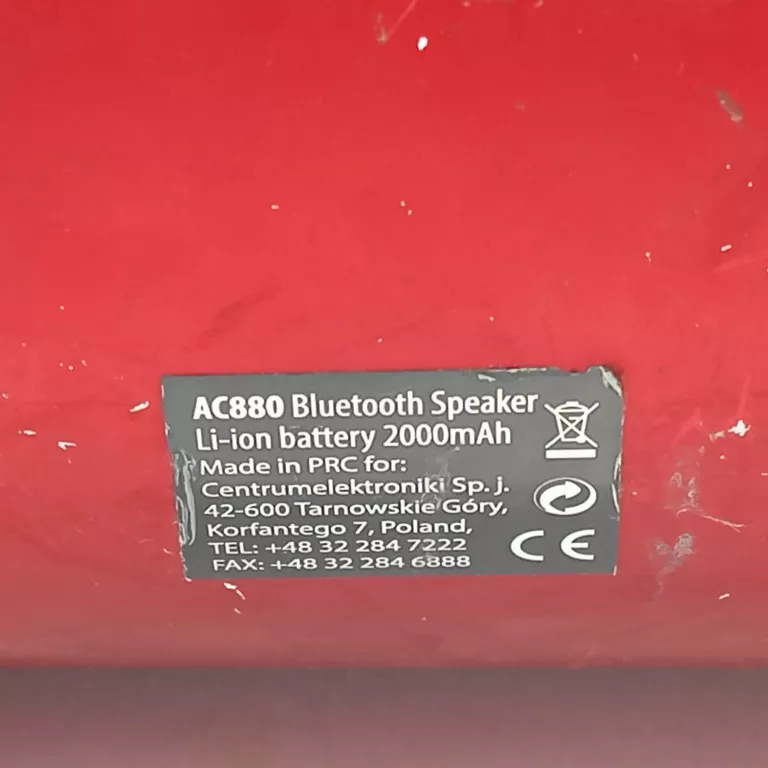 AC880 Bluetooth Speaker
Li-ion battery 2000mAh
Made in PRC for:
Centrumelektroniki Sp. j.
42-600 Tarnowskie Góry,
Korfantego 7, Poland,
TEL: +48 32 284 7222
FAX: +48 32 284 6888
CE